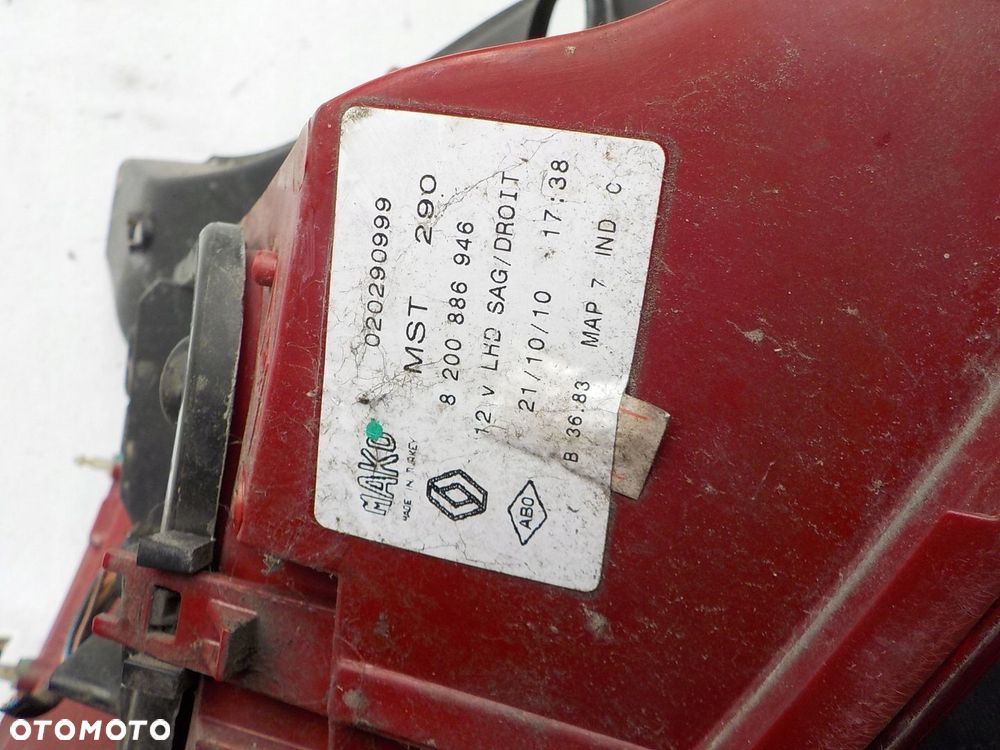 020290999
MST 290
8 200 886 946
12 V LHD SAG/DROIT
21/10/10 17:38
B 36:83 MAP 7 IND C
MAKO
MADE IN TURKEY
ABO
OTOMOTO